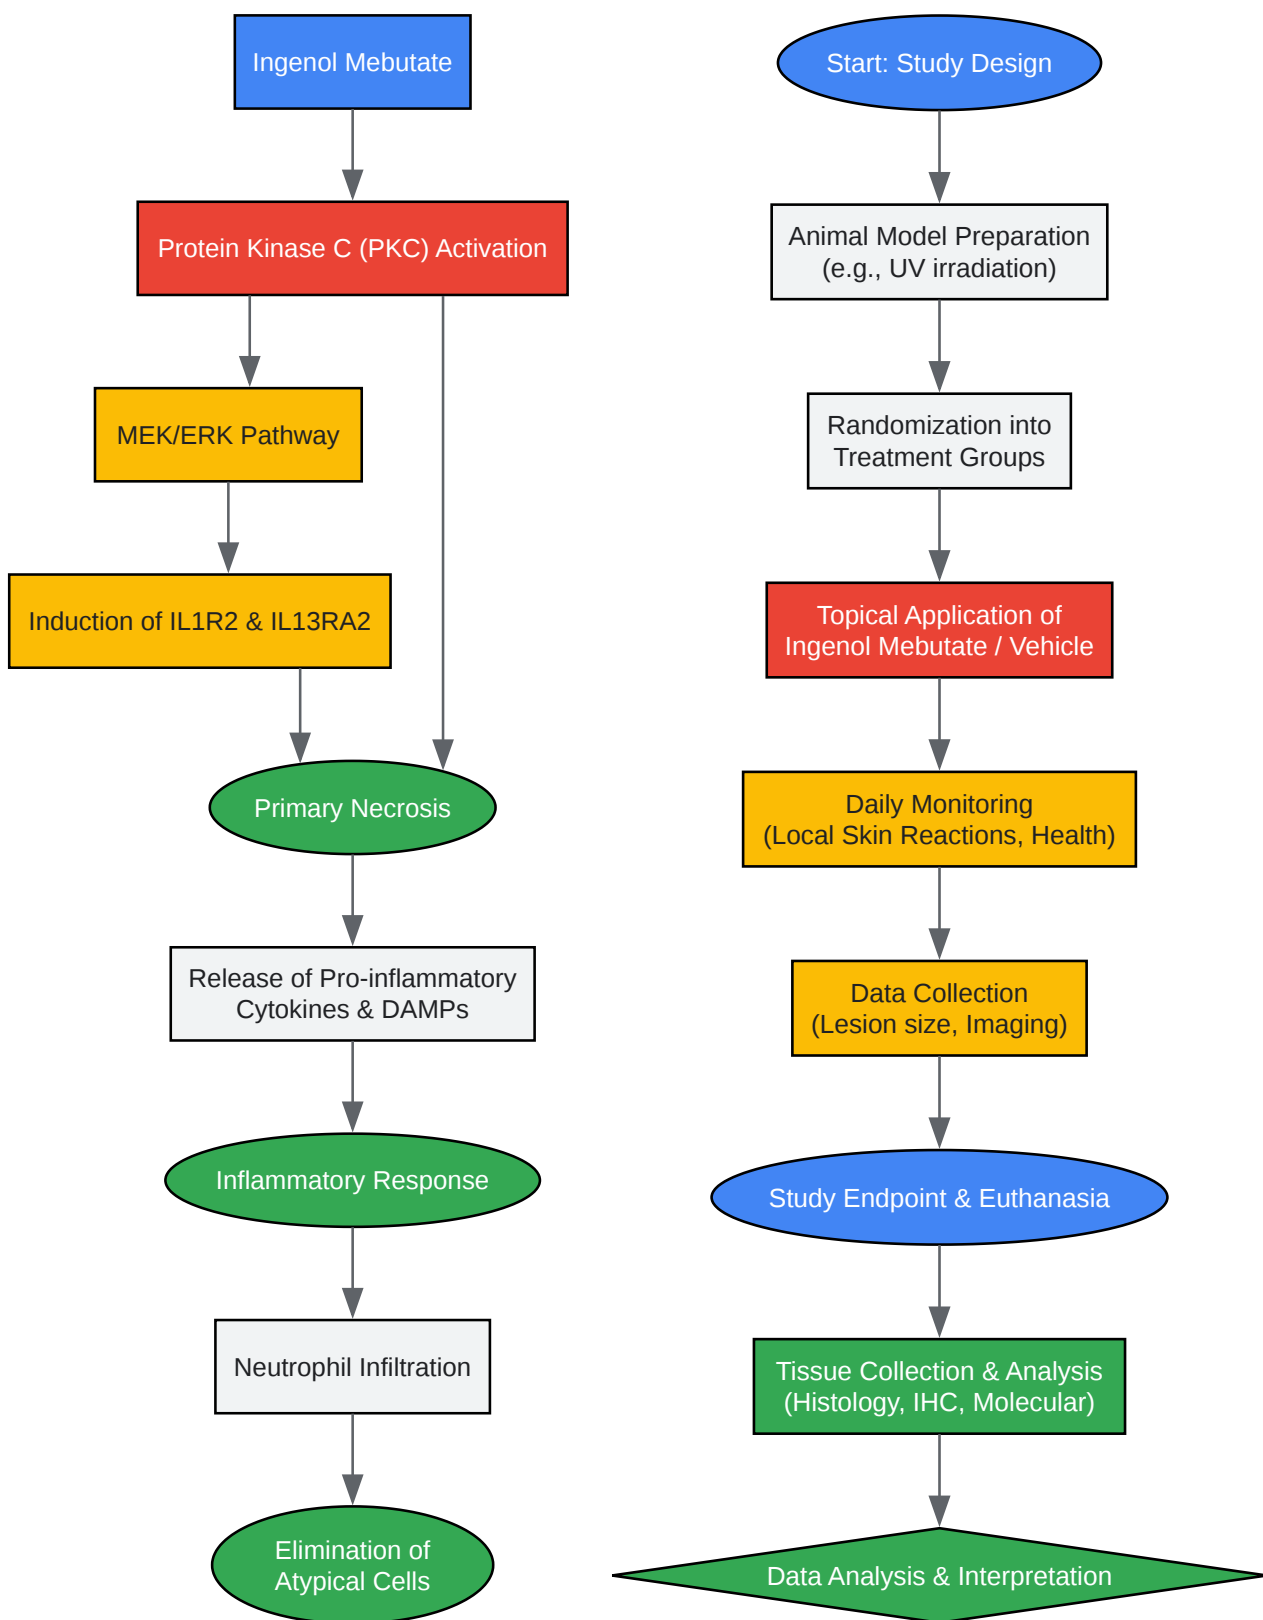 Ingenol Mebutate
Protein Kinase C (PKC) Activation
MEK/ERK Pathway
Induction of IL1R2 & IL13RA2
Primary Necrosis
Release of Pro-inflammatory
Cytokines & DAMPs
Inflammatory Response
Neutrophil Infiltration
Elimination of
Atypical Cells
Start: Study Design
Animal Model Preparation
(e.g., UV irradiation)
Randomization into
Treatment Groups
Topical Application of
Ingenol Mebutate / Vehicle
Daily Monitoring
(Local Skin Reactions, Health)
Data Collection
(Lesion size, Imaging)
Study Endpoint & Euthanasia
Tissue Collection & Analysis
(Histology, IHC, Molecular)
Data Analysis & Interpretation